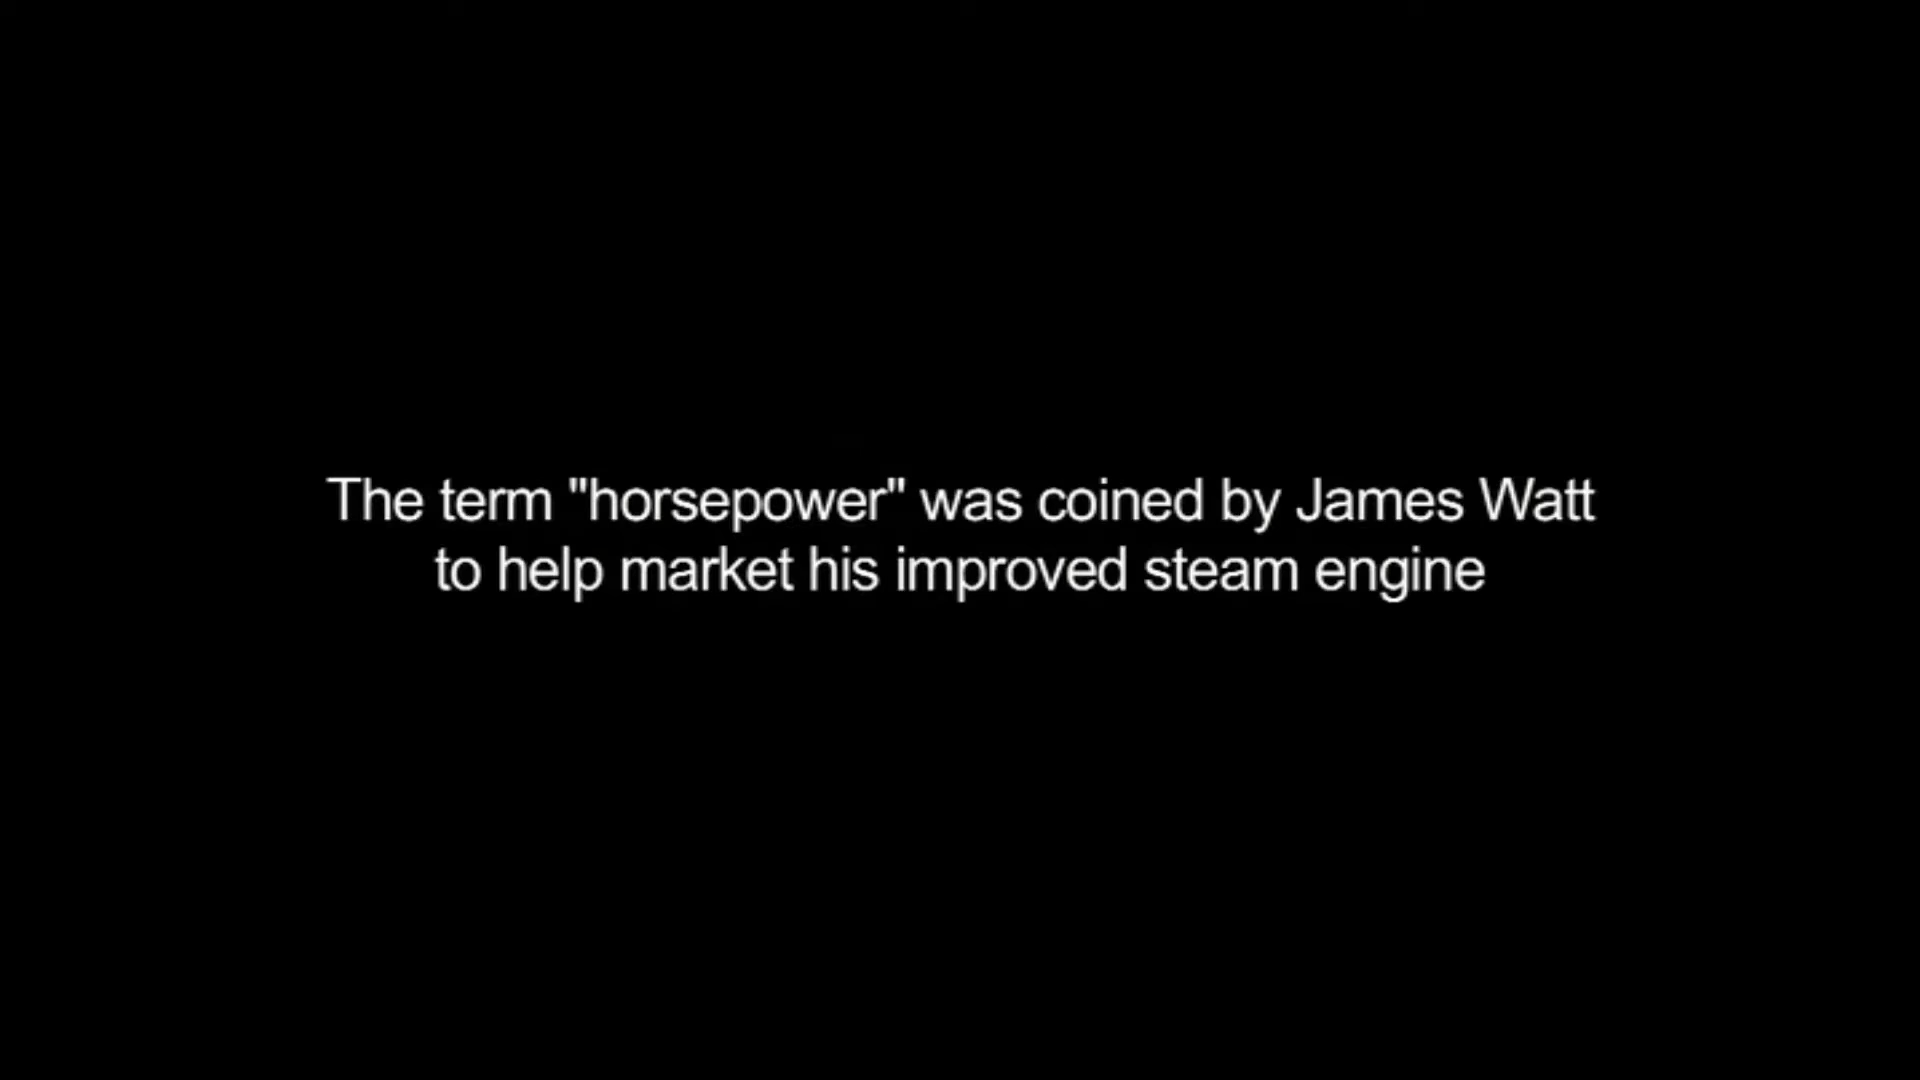 The term "horsepower" was coined by James Watt
to help market his improved steam engine